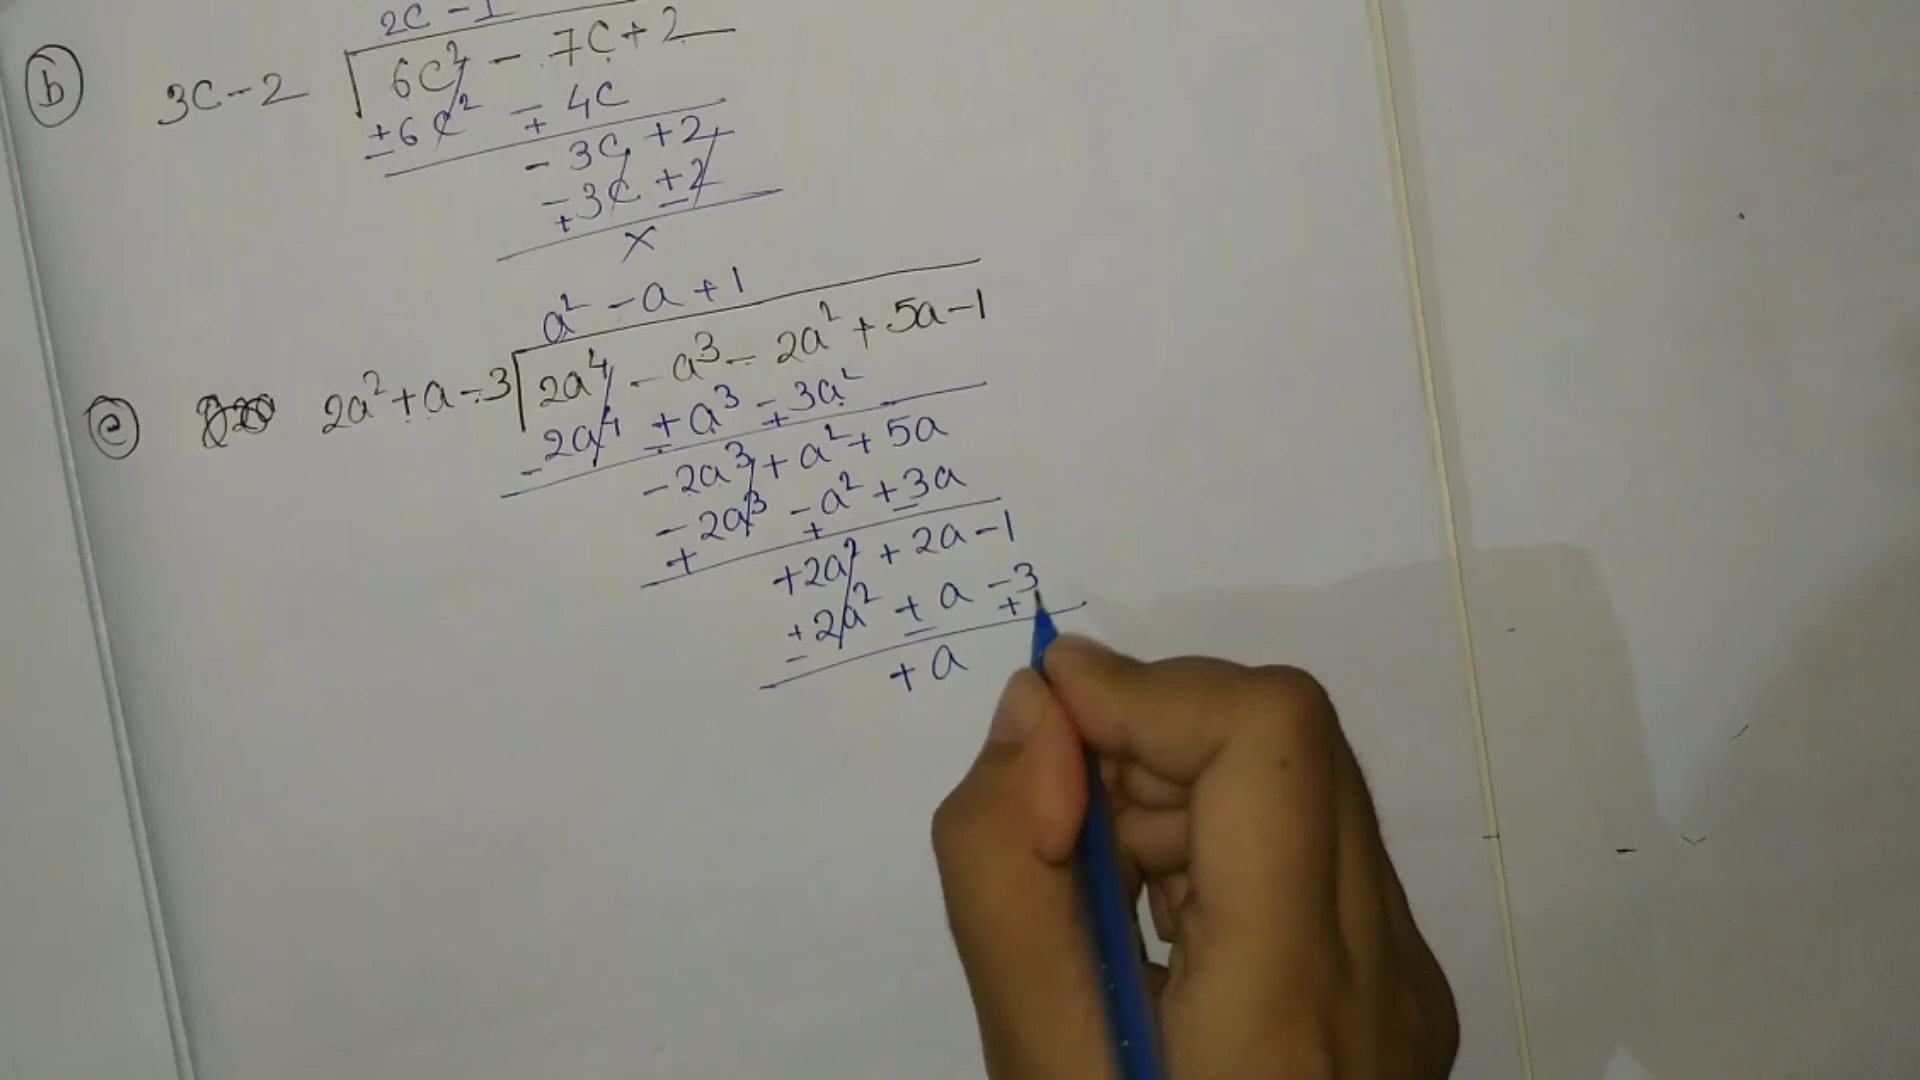 2c - 1
(b) 3c - 2 6c² - 7c + 2
+6c² - 4c
- +
- 3c + 2
- 3c + 2
+ -
×
a² - a + 1
2a² + a - 3 2a⁴ - a³ - 2a² + 5a - 1
2a⁴ + a³ - 3a²
- - +
- 2a³ + a² + 5a
- 2a³ - a² + 3a
+ + -
+2a² + 2a - 1
+2a² + a - 3
- - +
+ a